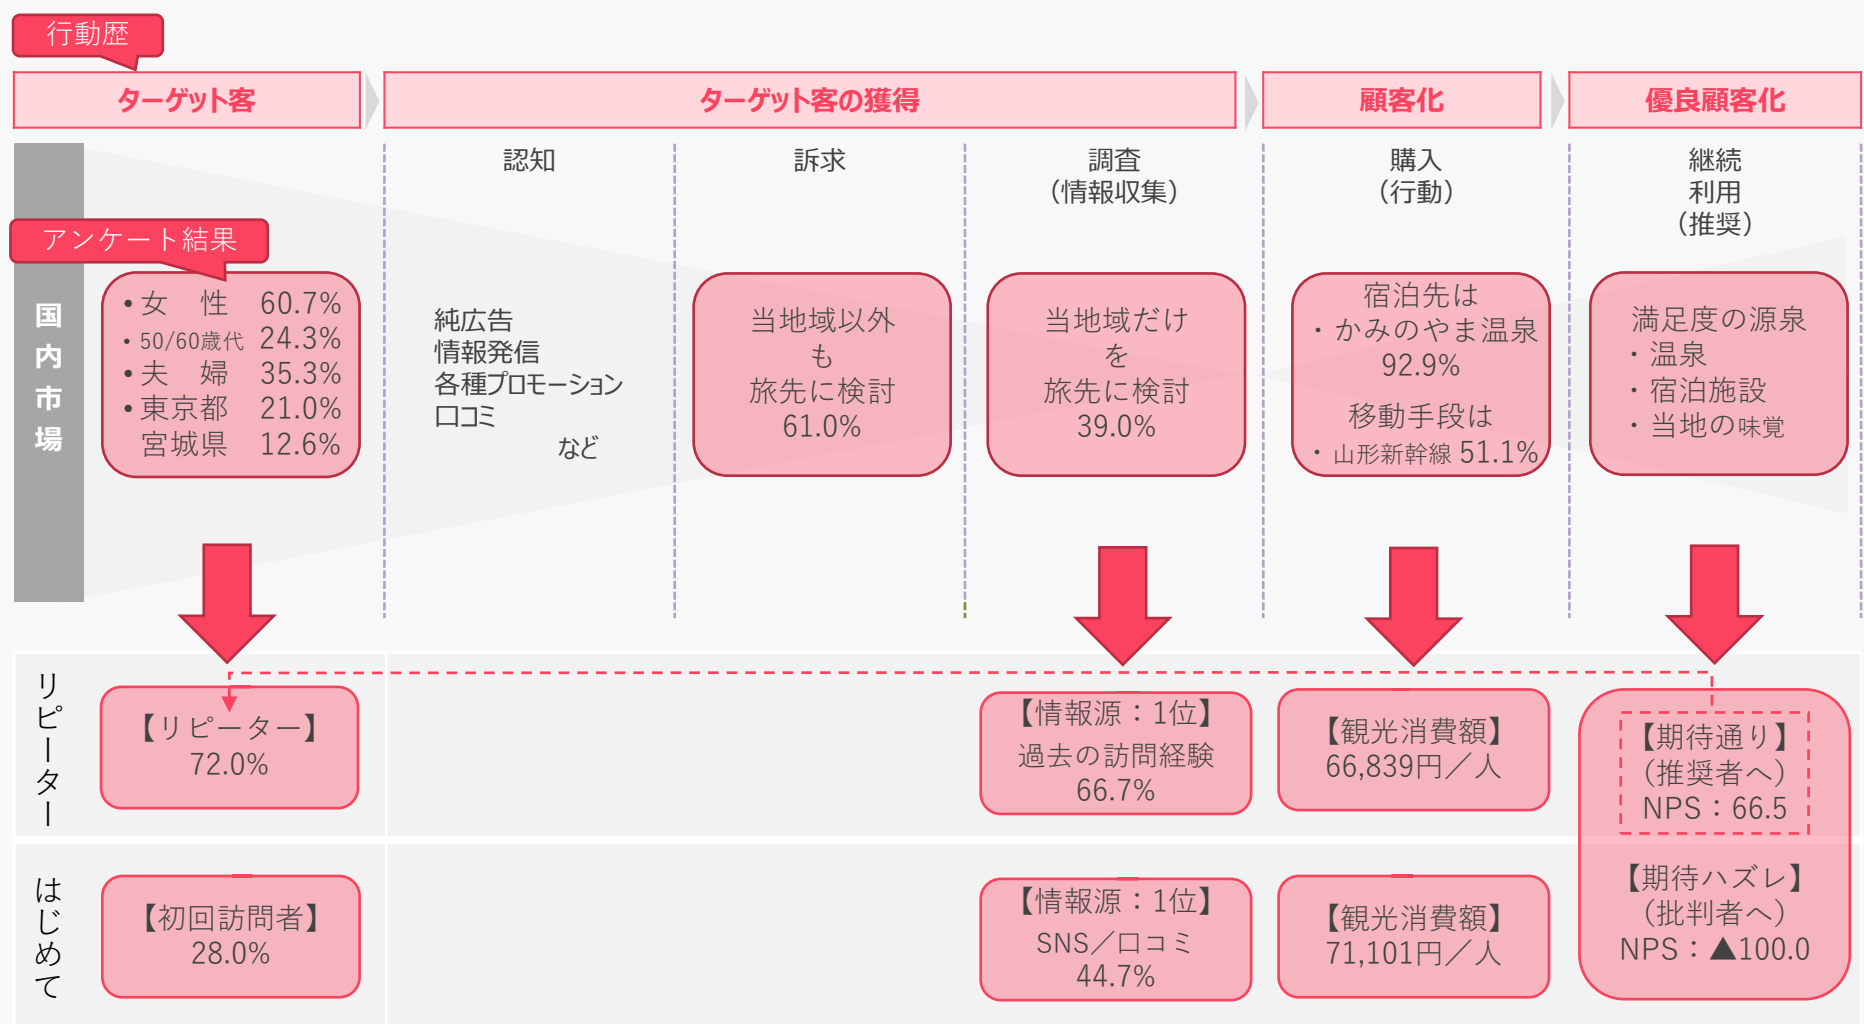 行動歴
ターゲット客
ターゲット客の獲得
顧客化
優良顧客化
認知
訴求
調査
（情報収集）
購入
（行動）
継続
利用
（推奨）
国内市場
アンケート結果
•女　性　60.7%
•50/60歳代　24.3%
•夫　婦　35.3%
•東京都　21.0%
宮城県　12.6%
純広告
情報発信
各種プロモーション
口コミ
など
当地域以外
も
旅先に検討
61.0%
当地域だけ
を
旅先に検討
39.0%
宿泊先は
・かみのやま温泉
92.9%
移動手段は
・山形新幹線 51.1%
満足度の源泉
・温泉
・宿泊施設
・当地の味覚
リピーター
【リピーター】
72.0%
【情報源：1位】
過去の訪問経験
66.7%
【観光消費額】
66,839円／人
【期待通り】
（推奨者へ）
NPS：66.5
はじめて
【初回訪問者】
28.0%
【情報源：1位】
SNS／口コミ
44.7%
【観光消費額】
71,101円／人
【期待ハズレ】
（批判者へ）
NPS：▲100.0